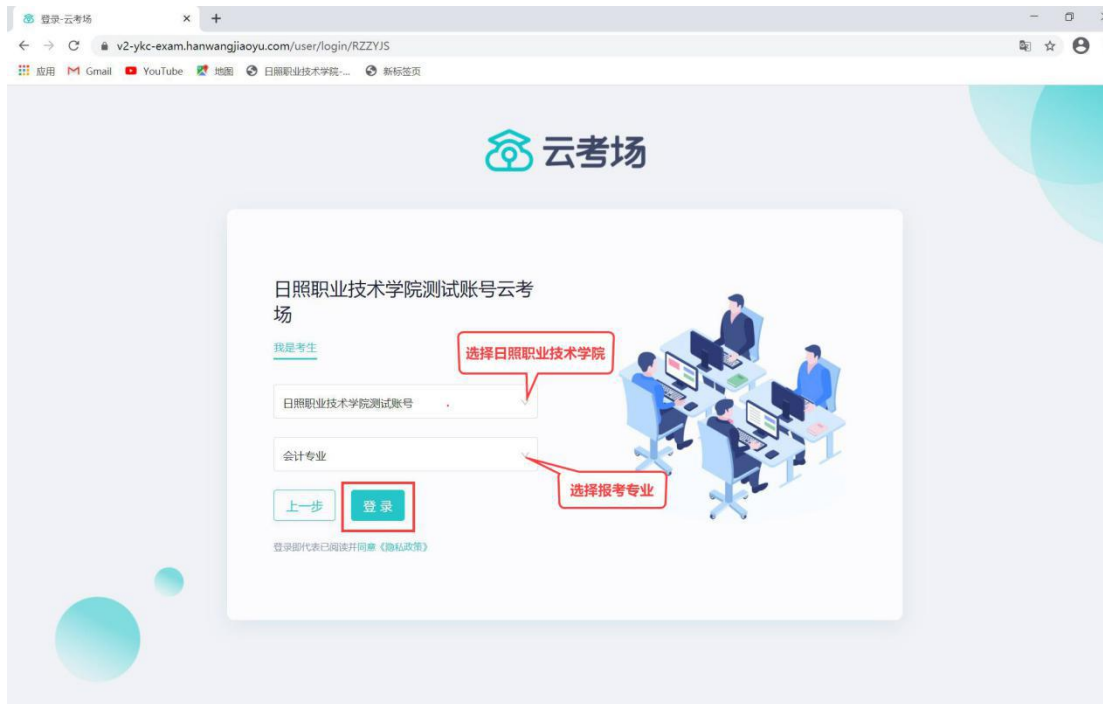 登录-云考场
v2-ykc-exam.hanwangjiaoyu.com/user/login/RZZYJS
应用 Gmail YouTube 地图 日照职业技术学院-... 新标签页
云考场
日照职业技术学院测试账号云考
场
我是考生
选择日照职业技术学院
日照职业技术学院测试账号
会计专业
选择报考专业
上一步 登录
登录即代表已阅读并同意《隐私政策》